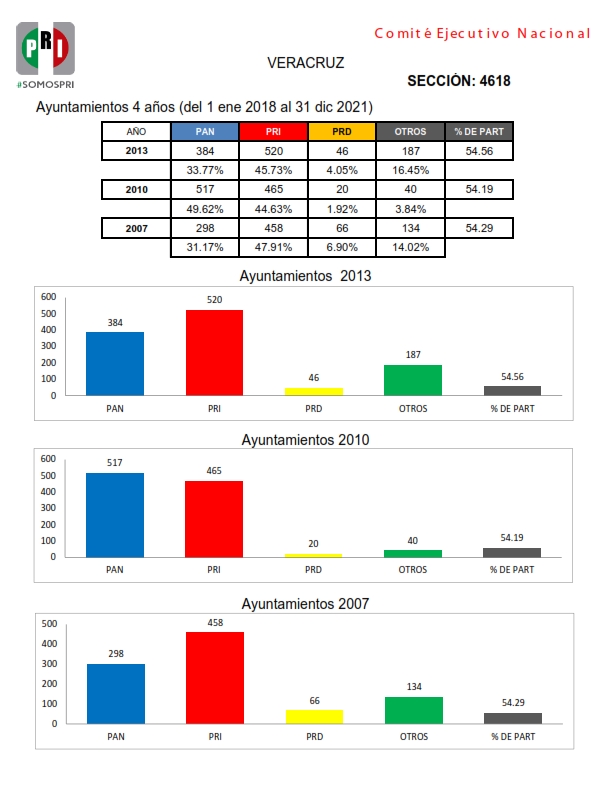 Comité Ejecutivo Nacional
PRI
#SOMOSPRI
VERACRUZ
SECCIÓN: 4618
Ayuntamientos 4 años (del 1 ene 2018 al 31 dic 2021)
AÑO PAN PRI PRD OTROS % DE PART
2013 384 520 46 187 54.56
33.77% 45.73% 4.05% 16.45%
2010 517 465 20 40 54.19
49.62% 44.63% 1.92% 3.84%
2007 298 458 66 134 54.29
31.17% 47.91% 6.90% 14.02%
Ayuntamientos 2013
600
500
400
300
200
100
0
384 520 46 187 54.56
PAN PRI PRD OTROS % DE PART
Ayuntamientos 2010
600
500
400
300
200
100
0
517 465 20 40 54.19
PAN PRI PRD OTROS % DE PART
Ayuntamientos 2007
500
400
300
200
100
0
298 458 66 134 54.29
PAN PRI PRD OTROS % DE PART